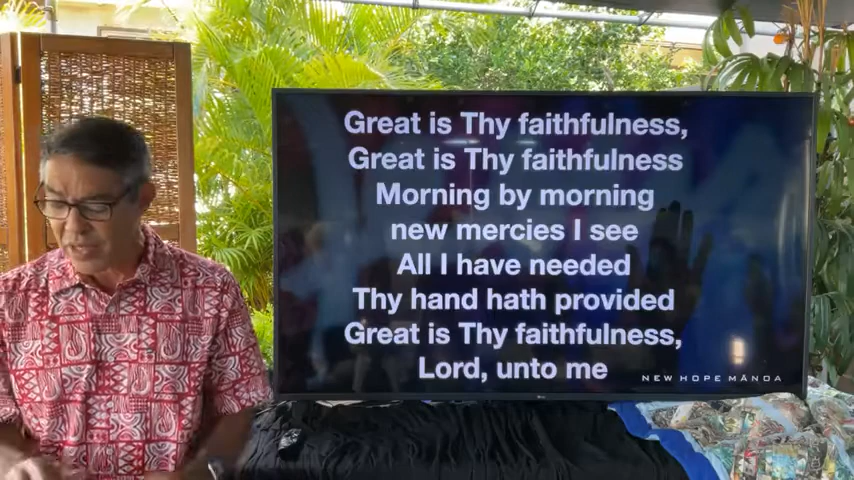 Great is Thy faithfulness,
Great is Thy faithfulness
Morning by morning
new mercies I see
All I have needed
Thy hand hath provided
Great is Thy faithfulness,
Lord, unto me
NEW HOPE MĀNOA